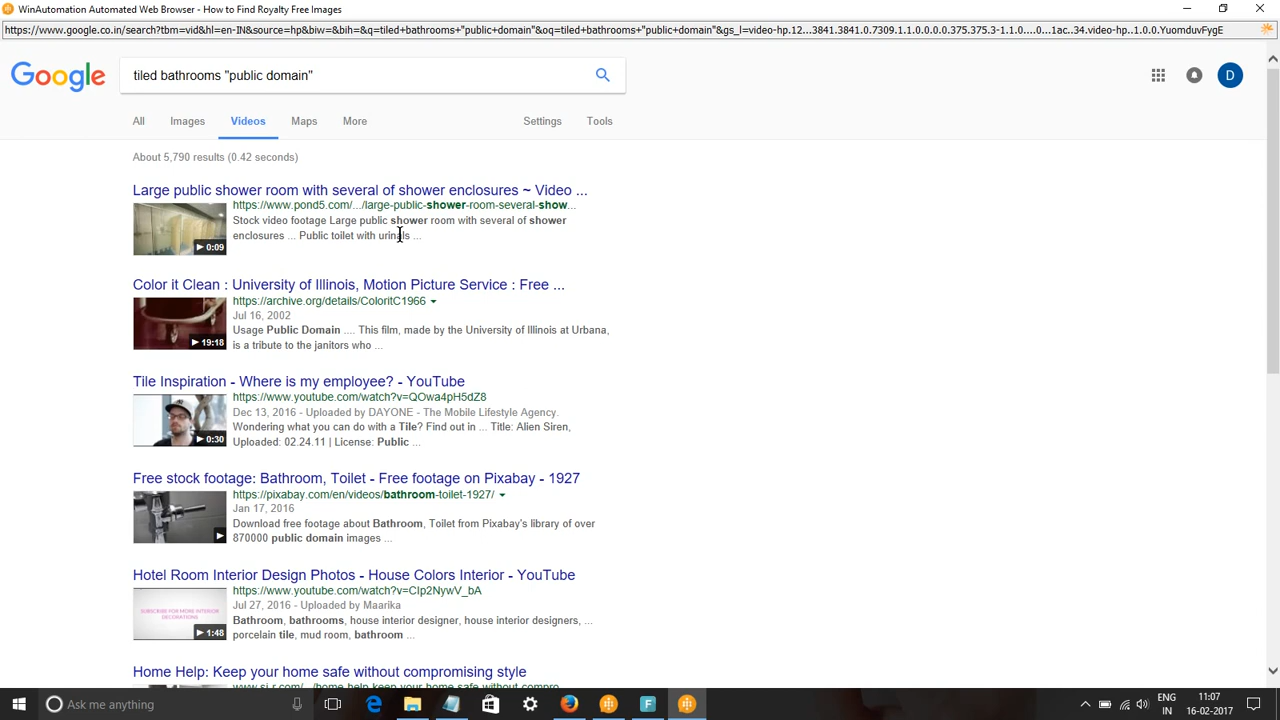 WinAutomation Automated Web Browser - How to Find Royalty Free Images
https://www.google.co.in/search?tbm=vid&hl=en-IN&source=hp&biw=&bih=&q=tiled+bathrooms+"public+domain"&oq=tiled+bathrooms+"public+domain"&gs_l=video-hp.12...3841.3841.0.7309.1.1.0.0.0.0.375.375.3-1.1.0....0...1ac..34.video-hp..1.0.0.YuomduvFygE
Google
tiled bathrooms "public domain"
D
All Images Videos Maps More Settings Tools
About 5,790 results (0.42 seconds)
Large public shower room with several of shower enclosures ~ Video ...
https://www.pond5.com/.../large-public-shower-room-several-show...
Stock video footage Large public shower room with several of shower
enclosures ... Public toilet with urinals ...
0:09
Color it Clean : University of Illinois, Motion Picture Service : Free ...
https://archive.org/details/ColoritC1966
Jul 16, 2002
Usage Public Domain .... This film, made by the University of Illinois at Urbana,
is a tribute to the janitors who ...
19:18
Tile Inspiration - Where is my employee? - YouTube
https://www.youtube.com/watch?v=QOwa4pH5dZ8
Dec 13, 2016 - Uploaded by DAYONE - The Mobile Lifestyle Agency.
Wondering what you can do with a Tile? Find out in ... Title: Alien Siren,
Uploaded: 02.24.11 | License: Public ...
0:30
Free stock footage: Bathroom, Toilet - Free footage on Pixabay - 1927
https://pixabay.com/en/videos/bathroom-toilet-1927/
Jan 17, 2016
Download free footage about Bathroom, Toilet from Pixabay's library of over
870000 public domain images ...
Hotel Room Interior Design Photos - House Colors Interior - YouTube
https://www.youtube.com/watch?v=CIp2NywV_bA
Jul 27, 2016 - Uploaded by Maarika
Bathroom, bathrooms, house interior designer, house interior designers, ...
porcelain tile, mud room, bathroom ...
SUBSCRIBE FOR MORE INTERIOR
DECORATIONS
1:48
Home Help: Keep your home safe without compromising style
Ask me anything
ENG
IN
11:07
16-02-2017